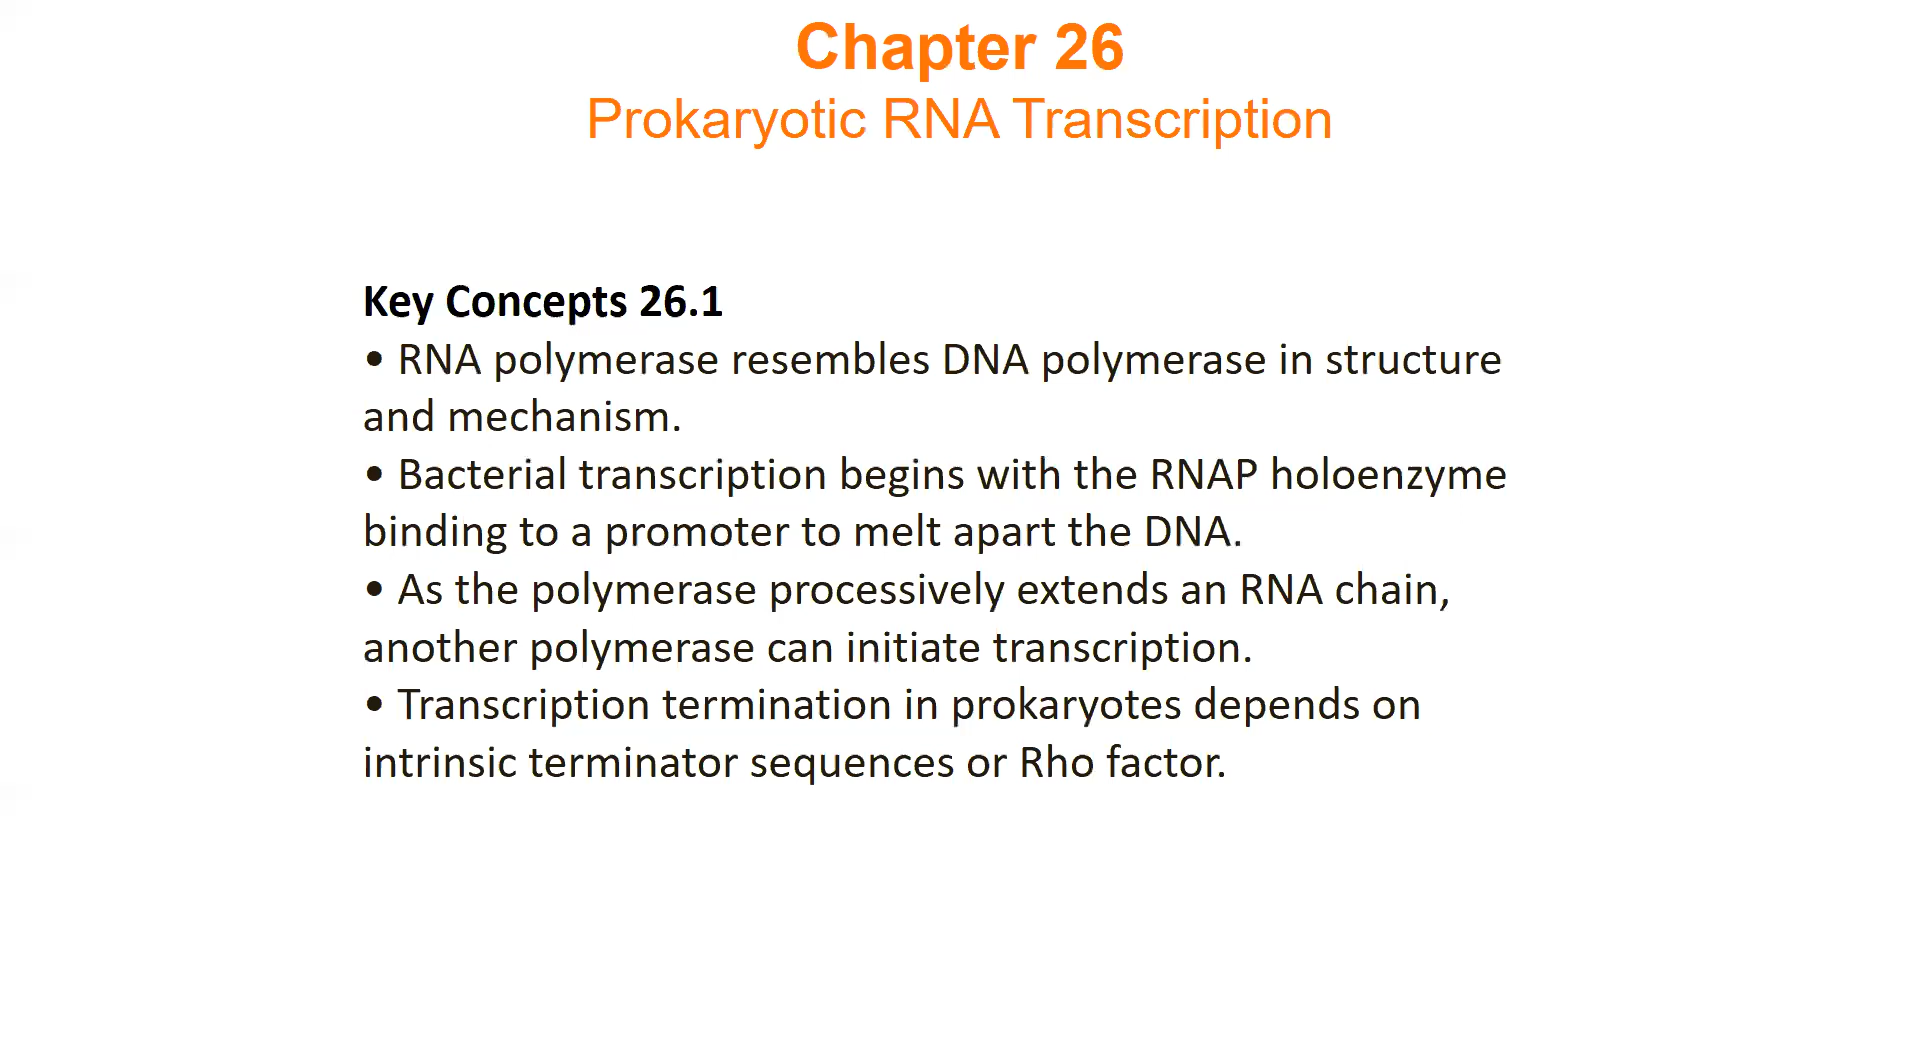 Chapter 26
Prokaryotic RNA Transcription
Key Concepts 26.1
• RNA polymerase resembles DNA polymerase in structure
and mechanism.
• Bacterial transcription begins with the RNAP holoenzyme
binding to a promoter to melt apart the DNA.
• As the polymerase processively extends an RNA chain,
another polymerase can initiate transcription.
• Transcription termination in prokaryotes depends on
intrinsic terminator sequences or Rho factor.